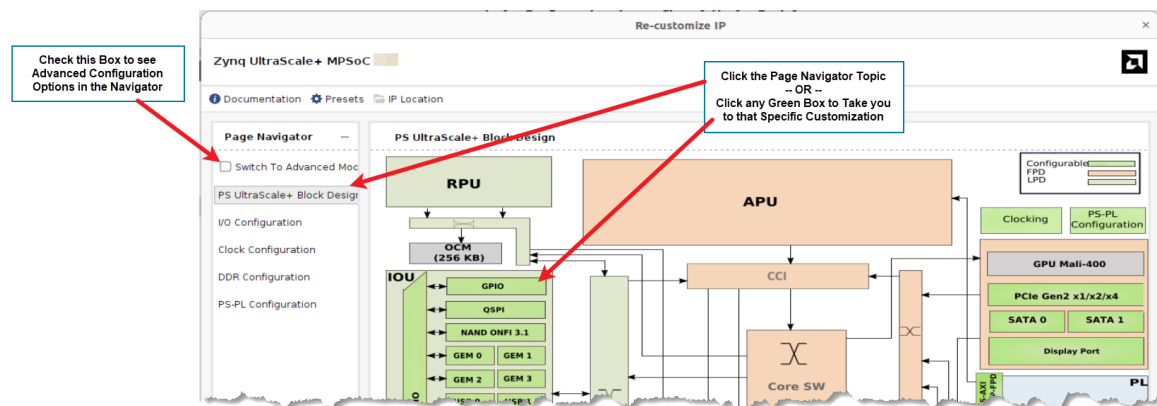 Re-customize IP
×
Check this Box to see
Advanced Configuration
Options in the Navigator
Zynq UltraScale+ MPSoC
Click the Page Navigator Topic
-- OR --
Click any Green Box to Take you
to that Specific Customization
Documentation Presets IP Location
Page Navigator —
Switch To Advanced Mod
PS UltraScale+ Block Design
I/O Configuration
Clock Configuration
DDR Configuration
PS-PL Configuration
PS UltraScale+ Block Design
Configurable
FPD
LPD
RPU
APU
Clocking
PS-PL
Configuration
OCM
(256 KB)
IOU
GPIO
QSPI
NAND ONFI 3.1
GEM 0 GEM 1
GEM 2 GEM 3
USB 0 USB 1
CCI
Core SW
GPU Mali-400
PCIe Gen2 x1/x2/x4
SATA 0 SATA 1
Display Port
PL